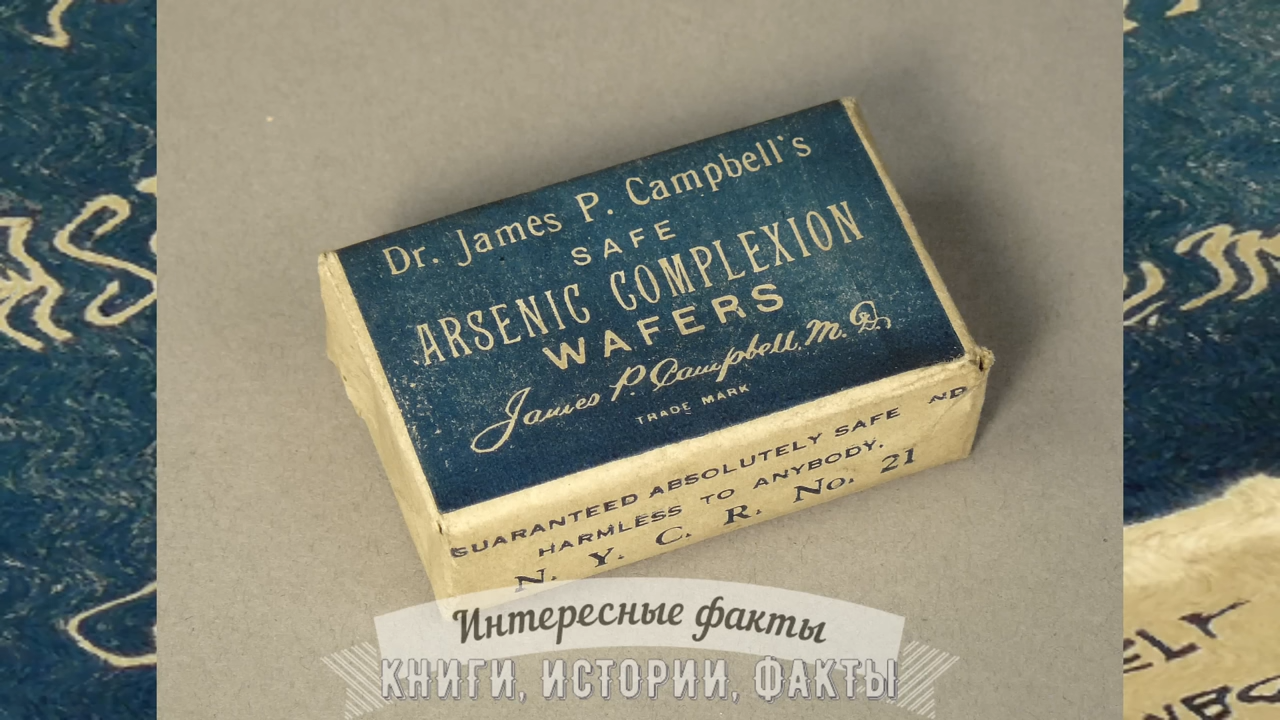 Dr. James P. Campbell's
SAFE
ARSENIC COMPLEXION
WAFERS
James P. Campbell, M. D.
TRADE MARK
GUARANTEED ABSOLUTELY SAFE AND
HARMLESS TO ANYBODY.
N. Y. C. R. No. 21
Интересные факты
КНИГИ, ИСТОРИИ, ФАКТЫ